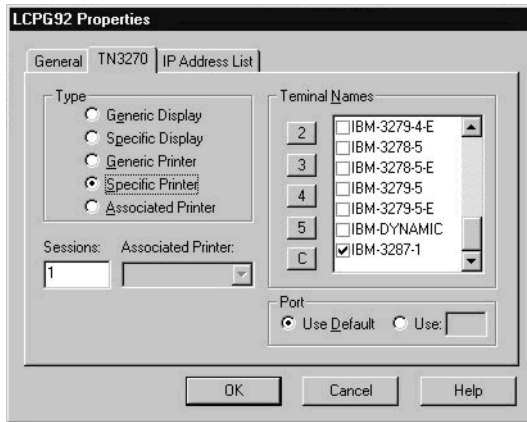 LCPG92 Properties
General TN3270 IP Address List
Type
Generic Display
Specific Display
Generic Printer
Specific Printer
Associated Printer
Sessions: Associated Printer:
1
Teminal Names
2
3
4
5
C
IBM-3279-4-E
IBM-3278-5
IBM-3278-5-E
IBM-3279-5
IBM-3279-5-E
IBM-DYNAMIC
IBM-3287-1
Port
Use Default Use:
OK Cancel Help